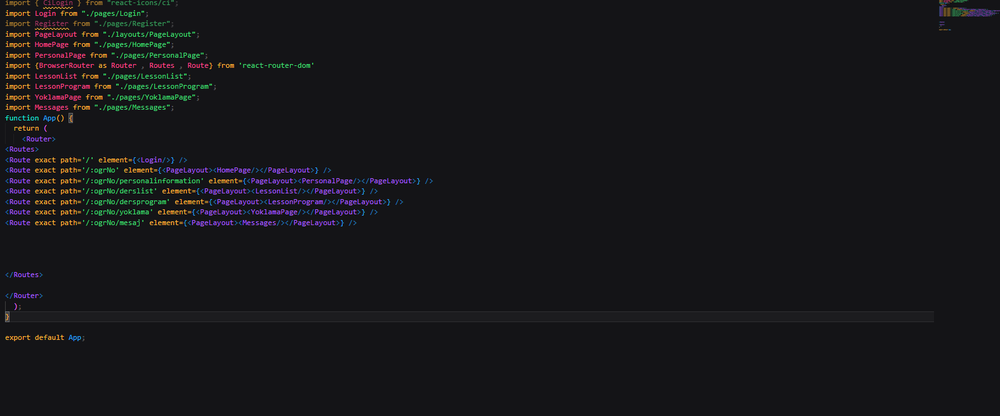 import { CiLogin } from "react-icons/ci";
import Login from "./pages/Login";
import Register from "./pages/Register";
import PageLayout from "./layouts/PageLayout";
import HomePage from "./pages/HomePage";
import PersonalPage from "./pages/PersonalPage";
import {BrowserRouter as Router , Routes , Route} from 'react-router-dom'
import LessonList from "./pages/LessonList";
import LessonProgram from "./pages/LessonProgram";
import YoklamaPage from "./pages/YoklamaPage";
import Messages from "./pages/Messages";
function App() {
  return (
    <Router>
<Routes>
<Route exact path='/' element={<Login/>} />
<Route exact path='/:ogrNo' element={<PageLayout><HomePage/></PageLayout>} />
<Route exact path='/:ogrNo/personalinformation' element={<PageLayout><PersonalPage/></PageLayout>} />
<Route exact path='/:ogrNo/derslist' element={<PageLayout><LessonList/></PageLayout>} />
<Route exact path='/:ogrNo/dersprogram' element={<PageLayout><LessonProgram/></PageLayout>} />
<Route exact path='/:ogrNo/yoklama' element={<PageLayout><YoklamaPage/></PageLayout>} />
<Route exact path='/:ogrNo/mesaj' element={<PageLayout><Messages/></PageLayout>} />
</Routes>
</Router>
  );
}
export default App;